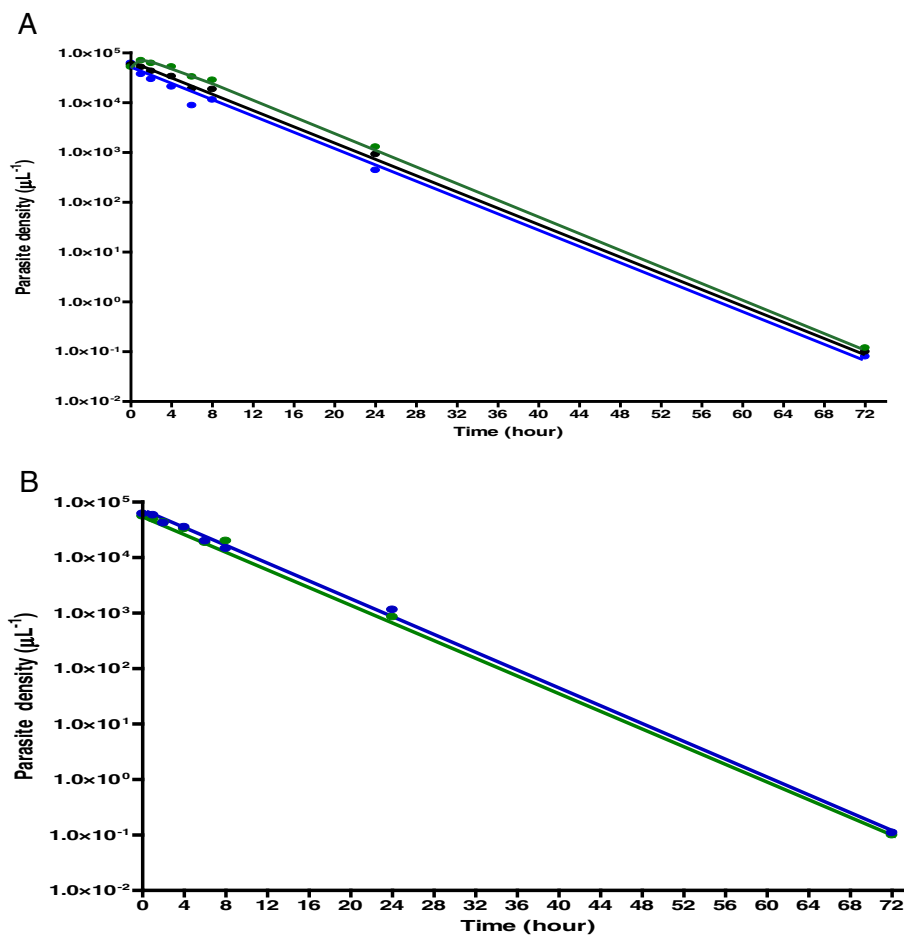 A
1.0×10⁵
1.0×10⁴
1.0×10³
1.0×10²
1.0×10¹
1.0×10⁰
1.0×10⁻¹
1.0×10⁻²
Parasite density (µL⁻¹)
0 4 8 12 16 20 24 28 32 36 40 44 48 52 56 60 64 68 72
Time (hour)
B
1.0×10⁵
1.0×10⁴
1.0×10³
1.0×10²
1.0×10¹
1.0×10⁰
1.0×10⁻¹
1.0×10⁻²
Parasite density (µL⁻¹)
0 4 8 12 16 20 24 28 32 36 40 44 48 52 56 60 64 68 72
Time (hour)